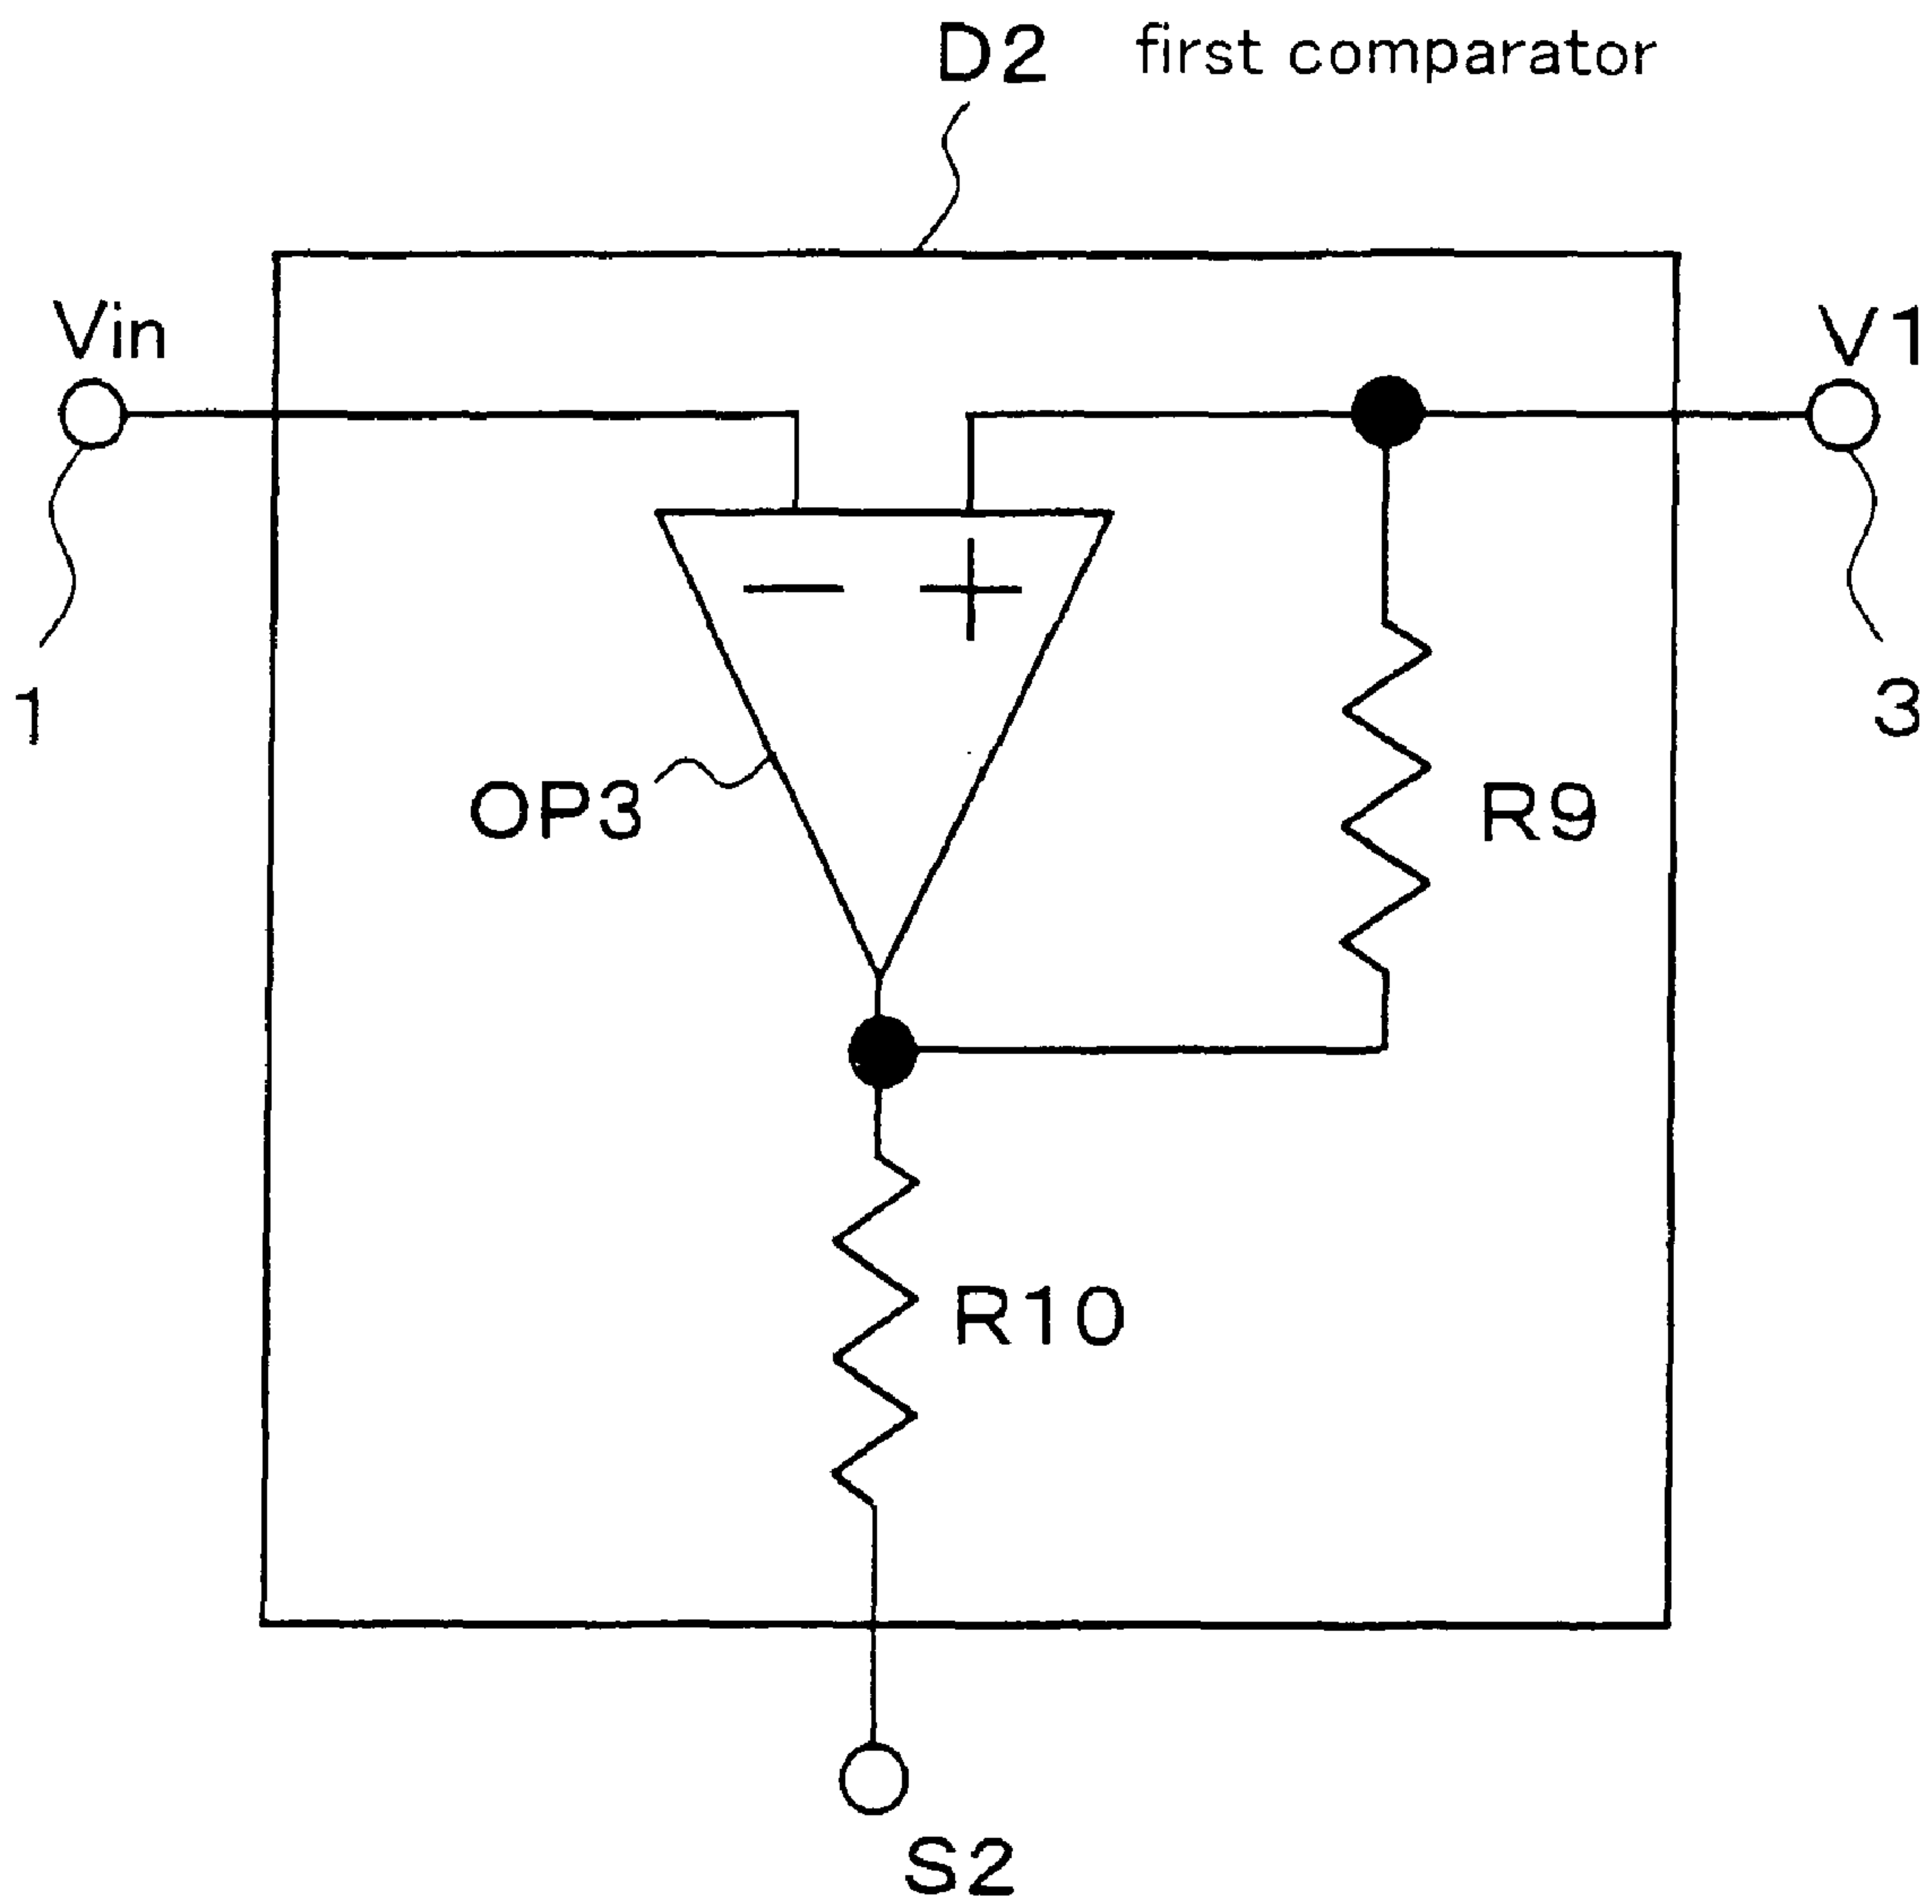 D2 first comparator
Vin
V1
1
3
− +
OP3
R9
R10
S2